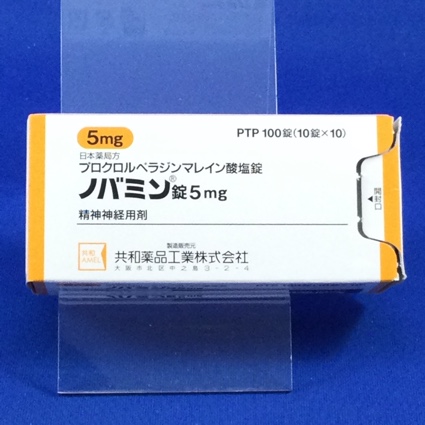 5mg
PTP 100錠(10錠×10)
日本薬局方
プロクロルペラジンマレイン酸塩錠
ノバミン®錠5mg
精神神経用剤
開封口
製造販売元
共和
AMEL
共和薬品工業株式会社
大阪市北区中之島3-2-4